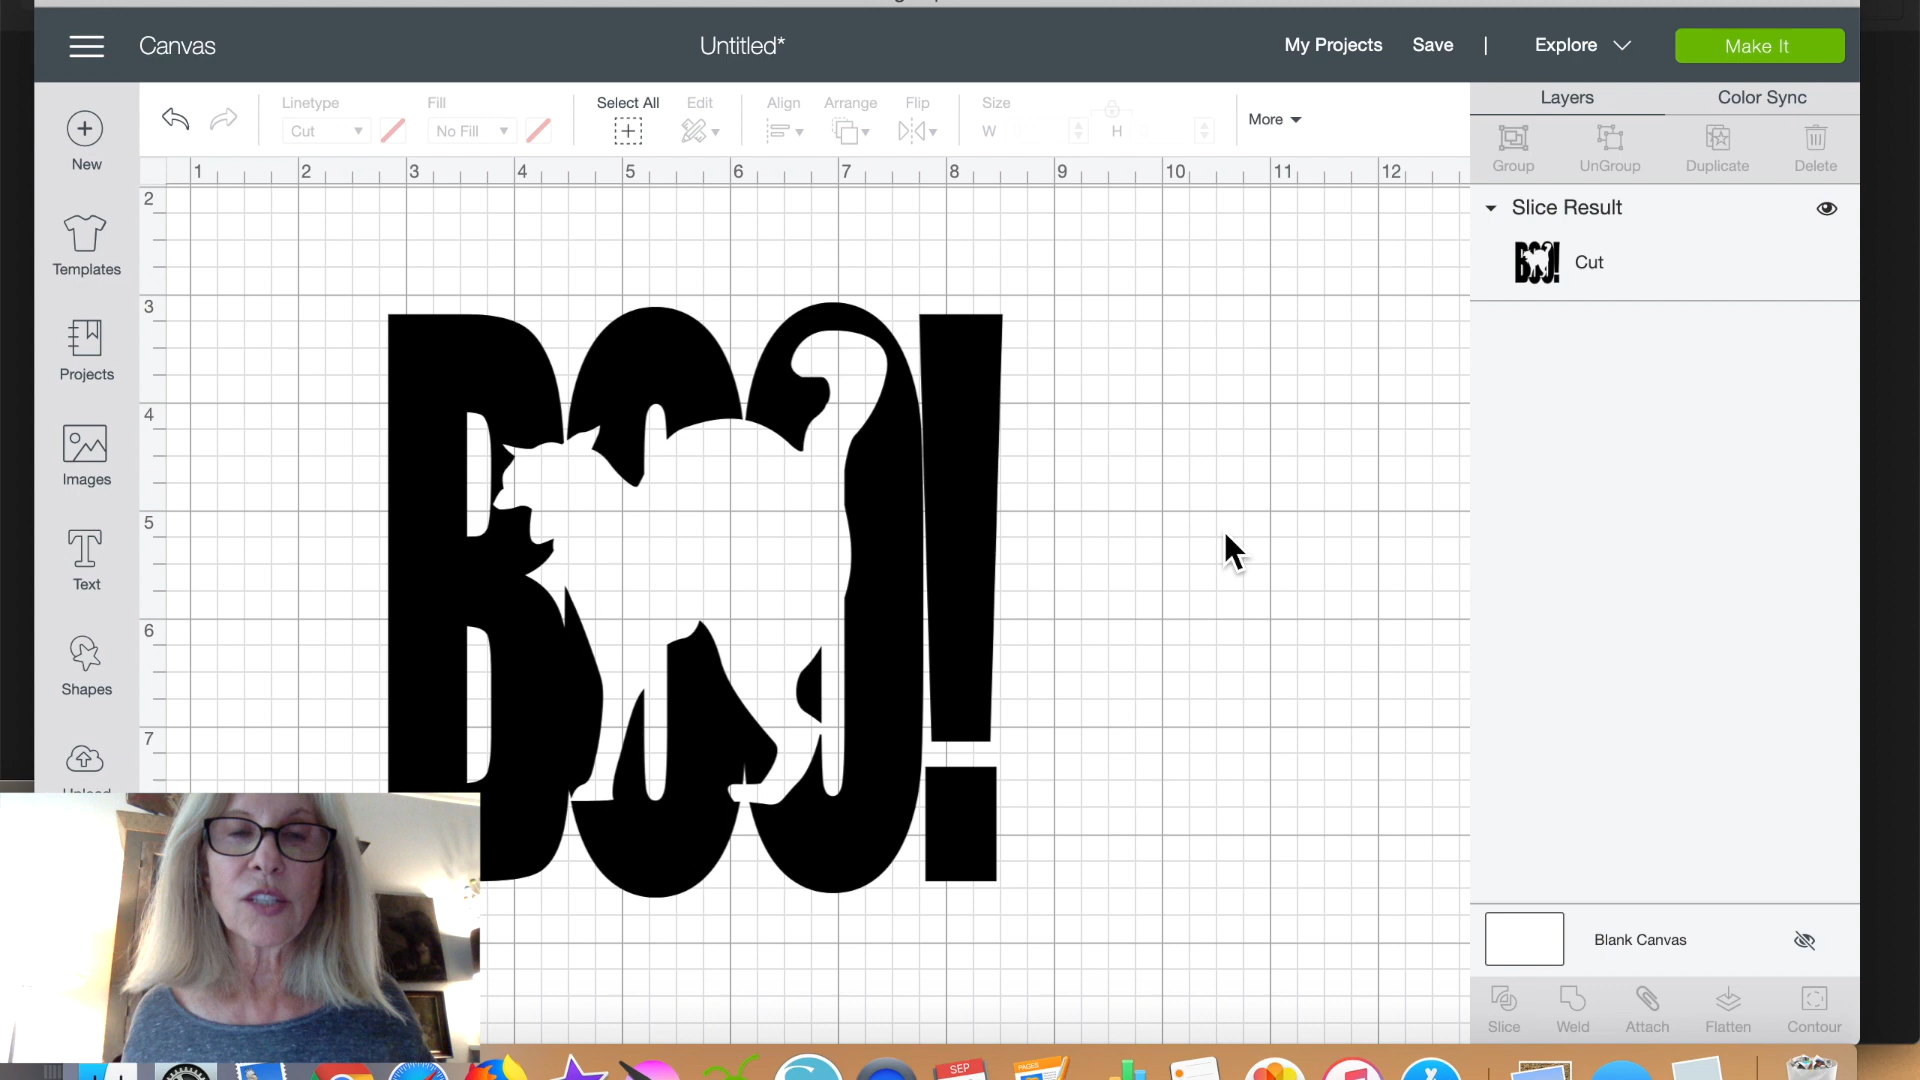 Canvas
Untitled*
My Projects
Save
|
Explore
Make It
New
Templates
Projects
Images
Text
Shapes
Linetype
Cut
Fill
No Fill
Select All
Edit
Align
Arrange
Flip
Size
W
H
More
1 2 3 4 5 6 7 8 9 10 11 12
2
3
4
5
6
7
BOO!
Layers
Color Sync
Group
UnGroup
Duplicate
Delete
Slice Result
BOO!
Cut
Blank Canvas
Slice
Weld
Attach
Flatten
Contour
SEP
PAGES